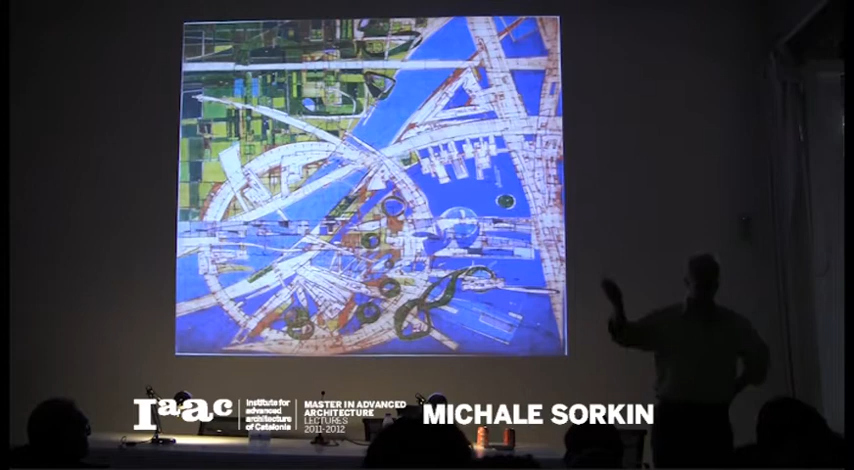 Iaac
Institute for
advanced
architecture
of Catalonia
MASTER IN ADVANCED
ARCHITECTURE
LECTURES
2011-2012
MICHALE SORKIN